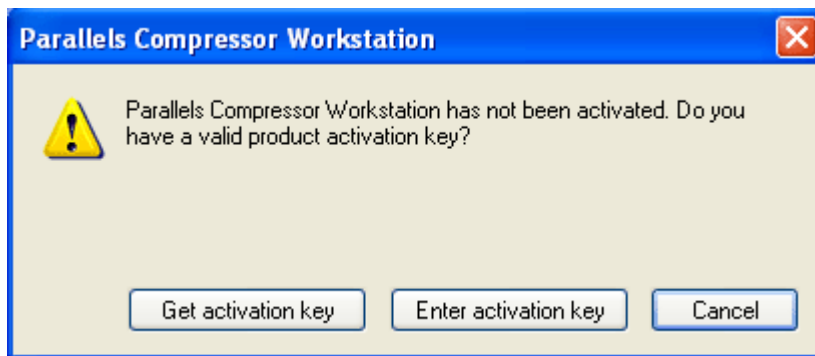 Parallels Compressor Workstation
Parallels Compressor Workstation has not been activated. Do you
have a valid product activation key?
Get activation key
Enter activation key
Cancel